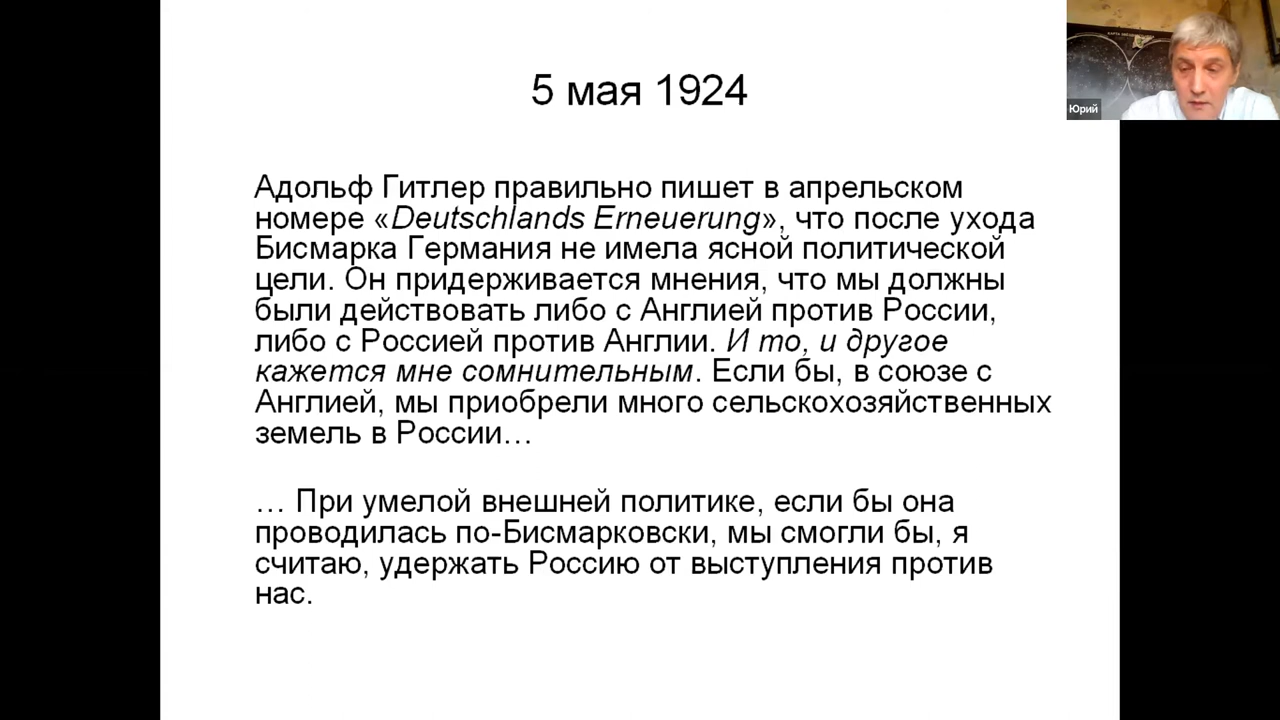 5 мая 1924
Юрий
Адольф Гитлер правильно пишет в апрельском
номере «Deutschlands Erneuerung», что после ухода
Бисмарка Германия не имела ясной политической
цели. Он придерживается мнения, что мы должны
были действовать либо с Англией против России,
либо с Россией против Англии. И то, и другое
кажется мне сомнительным. Если бы, в союзе с
Англией, мы приобрели много сельскохозяйственных
земель в России…
… При умелой внешней политике, если бы она
проводилась по-Бисмарковски, мы смогли бы, я
считаю, удержать Россию от выступления против
нас.